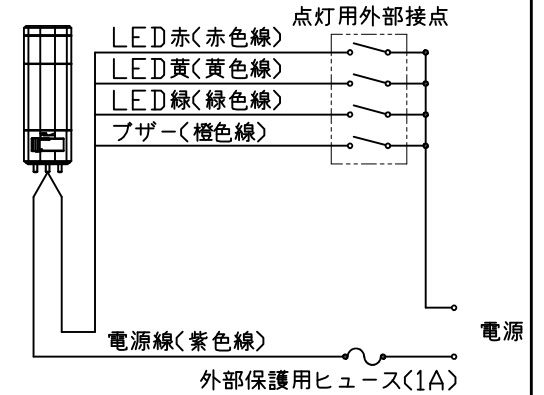 点灯用外部接点
LED赤(赤色線)
LED黄(黄色線)
LED緑(緑色線)
ブザー(橙色線)
電源
電源線(紫色線)
外部保護用ヒューズ(1A)